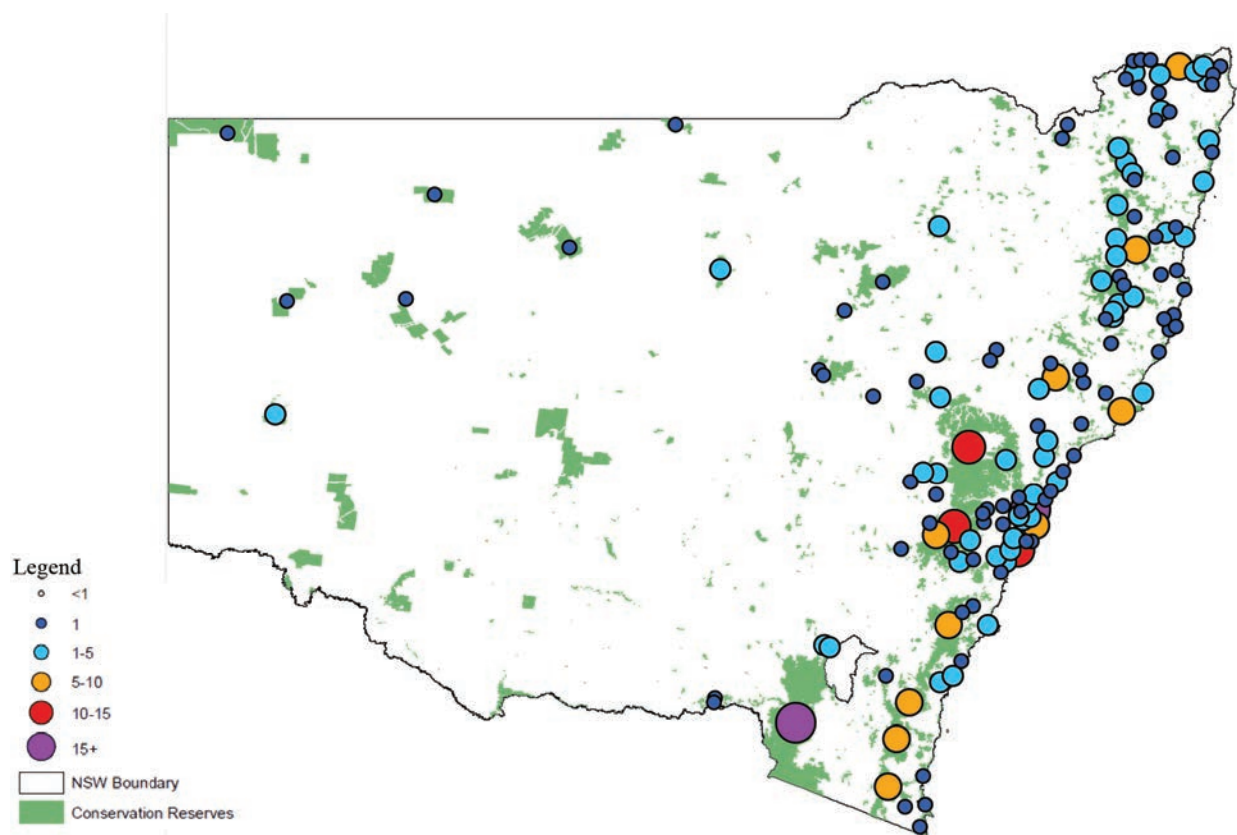 Legend
<1
1
1-5
5-10
10-15
15+
NSW Boundary
Conservation Reserves